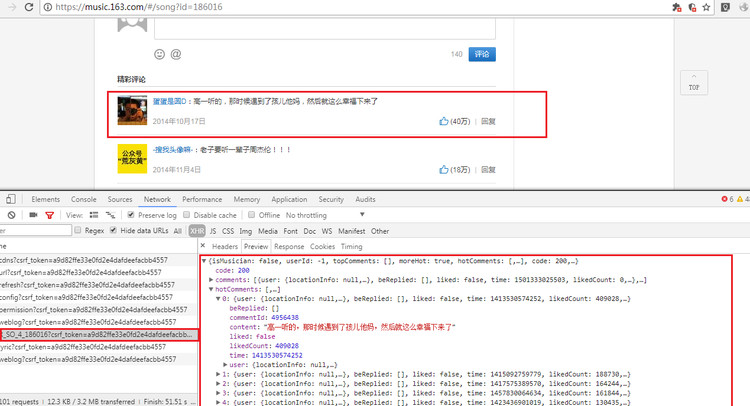 https://music.163.com/#/song?id=186016
140 评论
精彩评论
蛋蛋是圆D：高一听的，那时候遇到了孩儿他妈，然后就这么幸福下来了
2014年10月17日 (40万) | 回复
TOP
公众号
"荒灰黄"
-搜我头像嘛-：老子要听一辈子周杰伦！！！
2014年11月4日 (18万) | 回复
Elements Console Sources Network Performance Memory Application Security Audits 6
View: Preserve log Disable cache Offline No throttling
Regex Hide data URLs All XHR JS CSS Img Media Font Doc WS Manifest Other
Headers Preview Response Cookies Timing
cdns?csrf_token=a9d82ffe33e0fd2e4dafdeefacbb4557
url?csrf_token=a9d82ffe33e0fd2e4dafdeefacbb4557
refresh?csrf_token=a9d82ffe33e0fd2e4dafdeefacbb4557
config?csrf_token=a9d82ffe33e0fd2e4dafdeefacbb4557
permission?csrf_token=a9d82ffe33e0fd2e4dafdeefacbb4557
weblog?csrf_token=a9d82ffe33e0fd2e4dafdeefacbb4557
_SO_4_186016?csrf_token=a9d82ffe33e0fd2e4dafdeefacbb...
lyric?csrf_token=a9d82ffe33e0fd2e4dafdeefacbb4557
weblog?csrf_token=a9d82ffe33e0fd2e4dafdeefacbb4557
101 requests | 12.3 KB / 3.2 MB transferred | Finish: 51.51 s ...
{isMusician: false, userId: -1, topComments: [], moreHot: true, hotComments: [,…], code: 200,…}
code: 200
comments: [{user: {locationInfo: null,…}, beReplied: [], liked: false, time: 1501333025503, likedCount: 0,…},…]
hotComments: [,…]
0: {user: {locationInfo: null,…}, beReplied: [], liked: false, time: 1413530574252, likedCount: 409028,…
beReplied: []
commentId: 4956438
content: "高一听的，那时候遇到了孩儿他妈，然后就这么幸福下来了"
liked: false
likedCount: 409028
time: 1413530574252
user: {locationInfo: null,…}
1: {user: {locationInfo: null,…}, beReplied: [], liked: false, time: 1415092759779, likedCount: 188730,…
2: {user: {locationInfo: null,…}, beReplied: [], liked: false, time: 1417575389570, likedCount: 164244,…
3: {user: {locationInfo: null,…}, beReplied: [], liked: false, time: 1457830064634, likedCount: 161844,…
4: {user: {locationInfo: null,…}, beReplied: [], liked: false, time: 1423436901019, likedCount: 130435,…